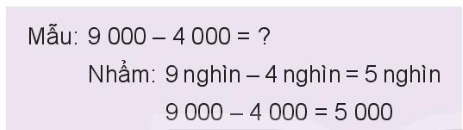 Mẫu: 9 000 – 4 000 = ?
Nhẩm: 9 nghìn – 4 nghìn = 5 nghìn
9 000 – 4 000 = 5 000